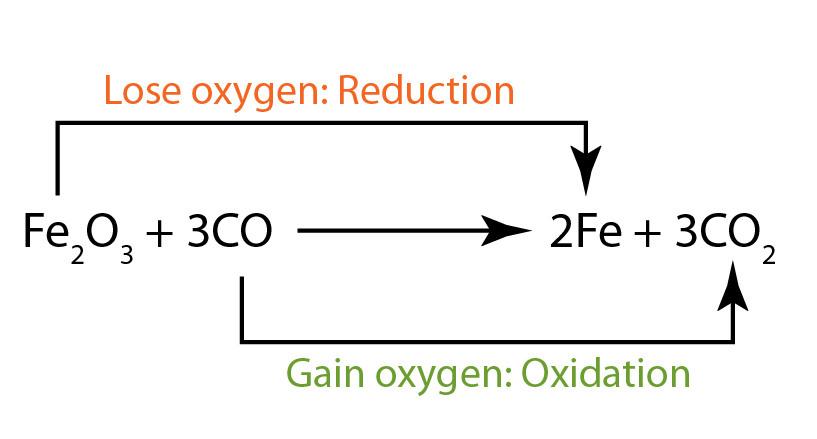 Lose oxygen: Reduction
Fe₂O₃ + 3CO 2Fe + 3CO₂
Gain oxygen: Oxidation